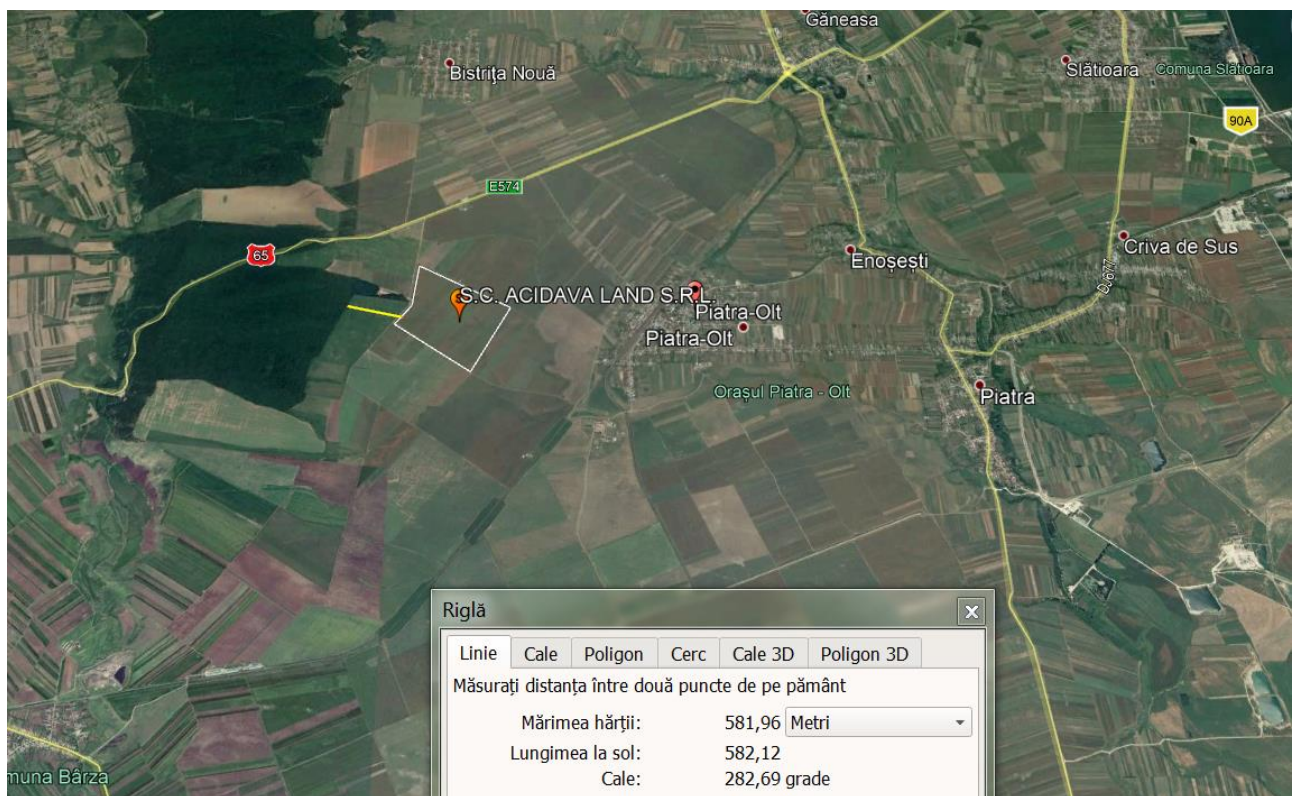 Găneasa
Bistrița Nouă
Slătioara
Comuna Slătioara
90A
E574
65
Criva de Sus
Enoșești
DJ677
S.C. ACIDAVA LAND S.R.L.
Piatra-Olt
Piatra-Olt
Orașul Piatra - Olt
Piatra
Riglă
Linie Cale Poligon Cerc Cale 3D Poligon 3D
Măsurați distanța între două puncte de pe pământ
Mărimea hărții: 581,96 Metri
Lungimea la sol: 582,12
Cale: 282,69 grade
muna Bârza